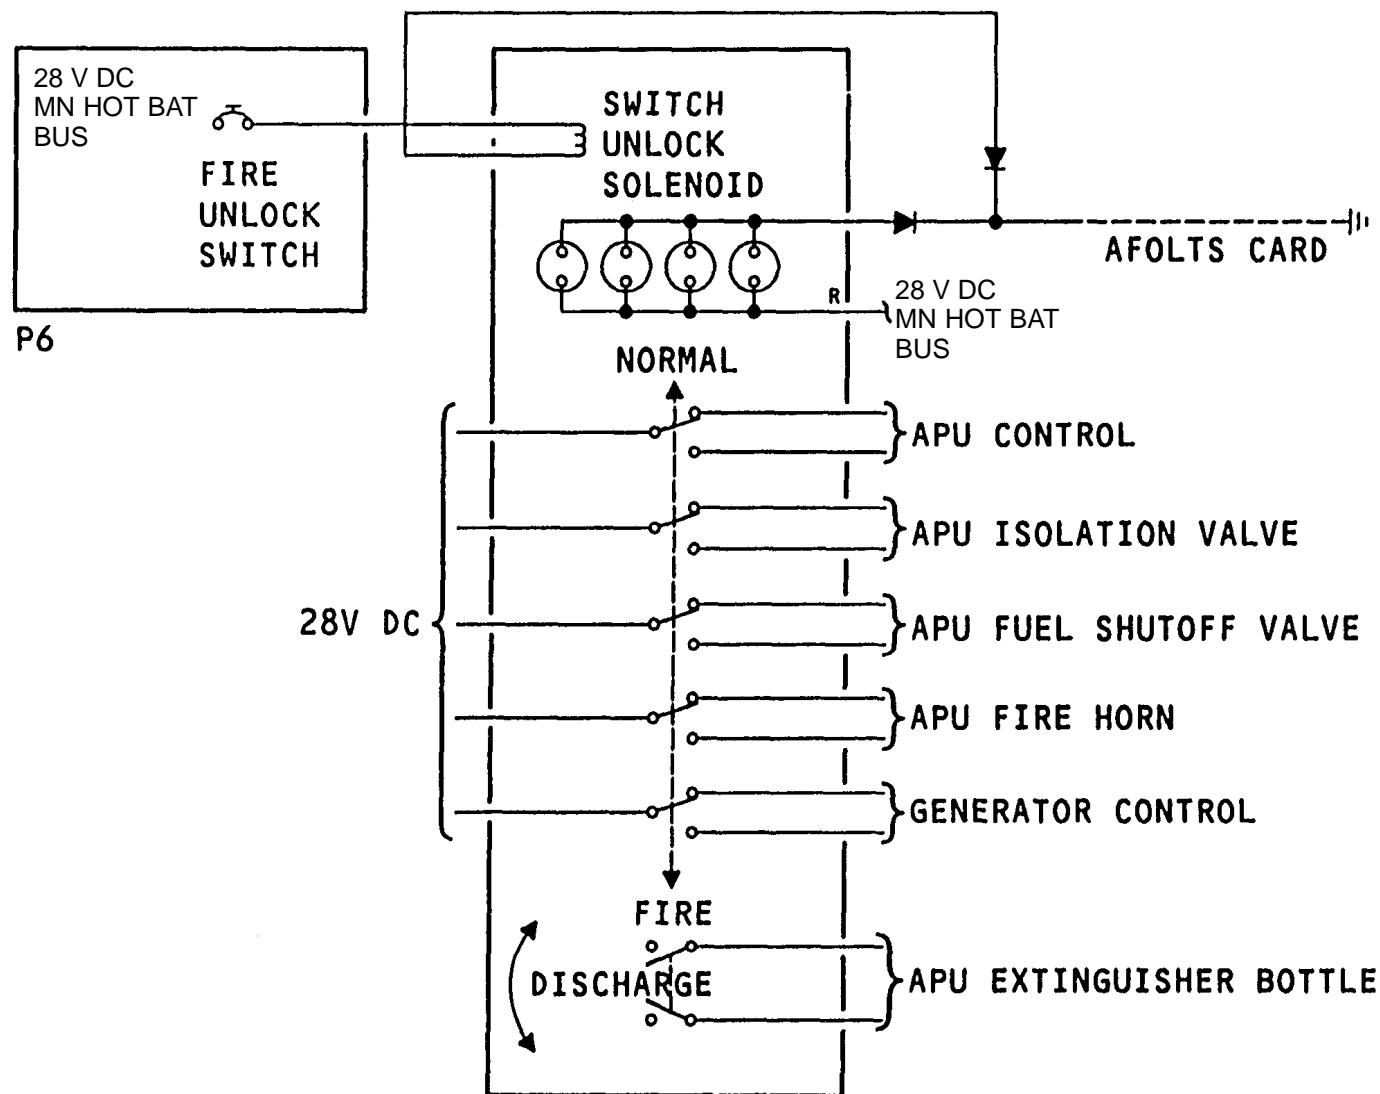 28 V DC
MN HOT BAT
BUS
FIRE
UNLOCK
SWITCH
P6
SWITCH
UNLOCK
SOLENOID
AFOLTS CARD
R
28 V DC
MN HOT BAT
BUS
NORMAL
APU CONTROL
APU ISOLATION VALVE
28V DC
APU FUEL SHUTOFF VALVE
APU FIRE HORN
GENERATOR CONTROL
FIRE
DISCHARGE
APU EXTINGUISHER BOTTLE